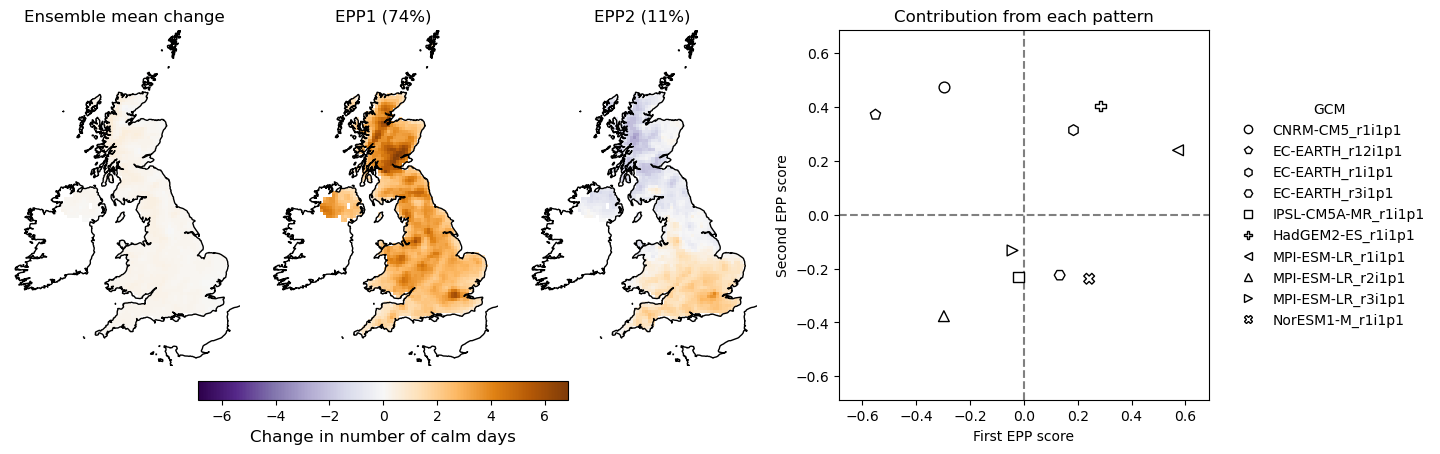 Ensemble mean change
EPP1 (74%)
EPP2 (11%)
Contribution from each pattern
−6 −4 −2 0 2 4 6
Change in number of calm days
0.6
0.4
0.2
0.0
−0.2
−0.4
−0.6
Second EPP score
−0.6 −0.4 −0.2 0.0 0.2 0.4 0.6
First EPP score
GCM
CNRM-CM5_r1i1p1
EC-EARTH_r12i1p1
EC-EARTH_r1i1p1
EC-EARTH_r3i1p1
IPSL-CM5A-MR_r1i1p1
HadGEM2-ES_r1i1p1
MPI-ESM-LR_r1i1p1
MPI-ESM-LR_r2i1p1
MPI-ESM-LR_r3i1p1
NorESM1-M_r1i1p1